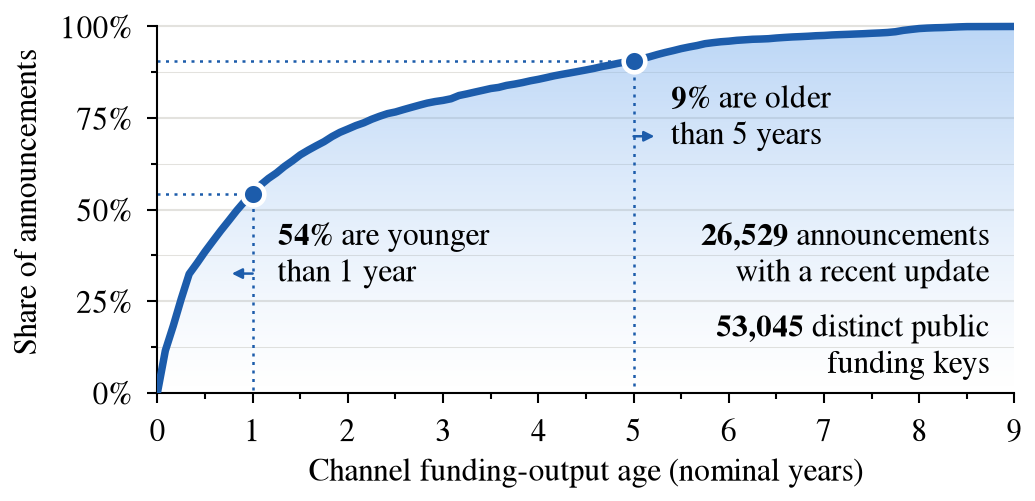 100%
75%
50%
25%
0%
Share of announcements
9% are older
than 5 years
54% are younger
than 1 year
26,529 announcements
with a recent update
53,045 distinct public
funding keys
0 1 2 3 4 5 6 7 8 9
Channel funding-output age (nominal years)